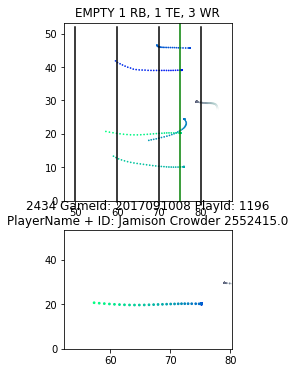 EMPTY 1 RB, 1 TE, 3 WR
50
40
30
20
10
0
50 60 70 80
2434 GameId: 2017091008 PlayId: 1196
PlayerName + ID: Jamison Crowder 2552415.0
40
20
0
60 70 80